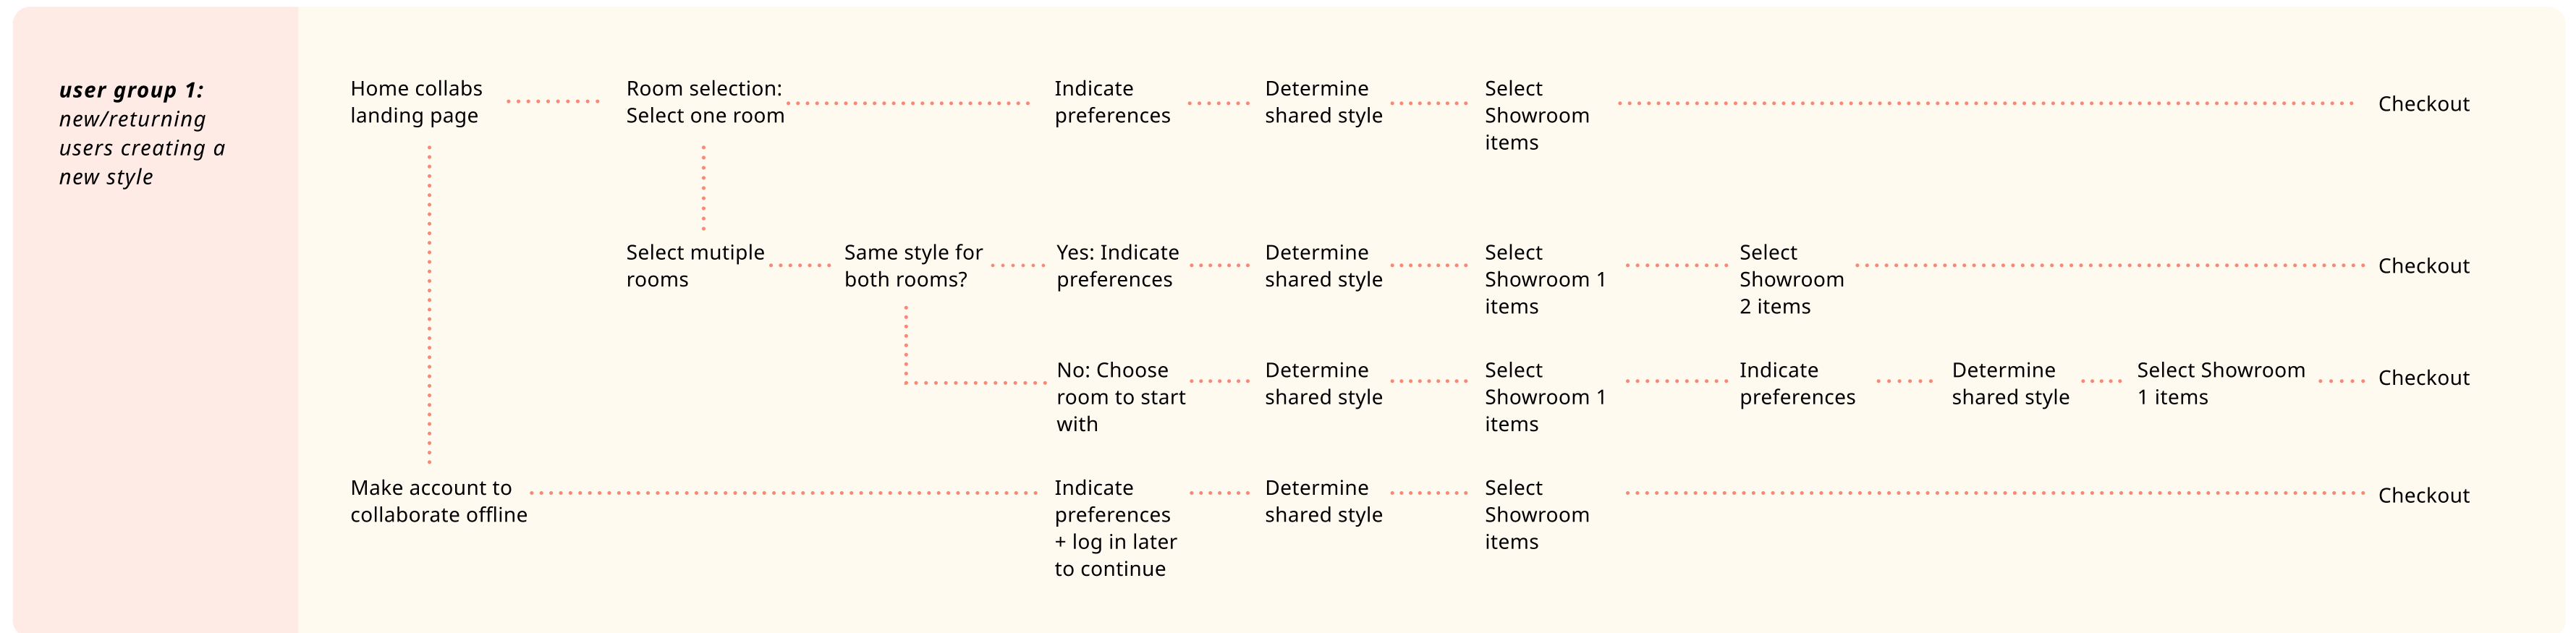 user group 1:
new/returning
users creating a
new style
Home collabs
landing page
Room selection:
Select one room
Indicate
preferences
Determine
shared style
Select
Showroom
items
Checkout
Select mutiple
rooms
Same style for
both rooms?
Yes: Indicate
preferences
Determine
shared style
Select
Showroom 1
items
Select
Showroom
2 items
Checkout
No: Choose
room to start
with
Determine
shared style
Select
Showroom 1
items
Indicate
preferences
Determine
shared style
Select Showroom
1 items
Checkout
Make account to
collaborate offline
Indicate
preferences
+ log in later
to continue
Determine
shared style
Select
Showroom
items
Checkout